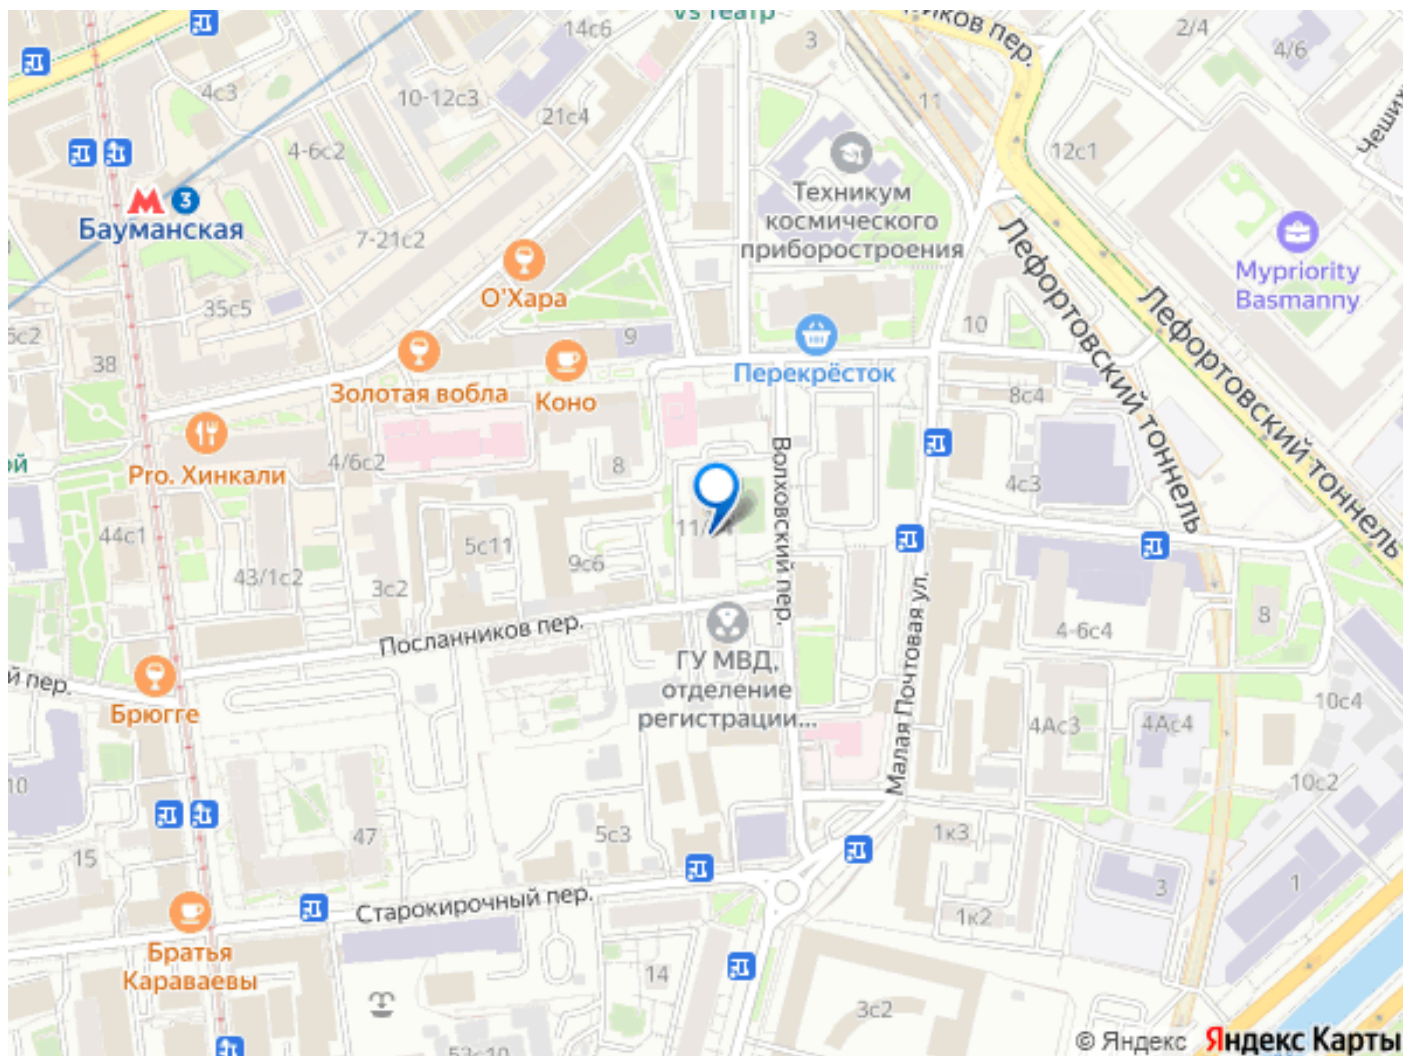 Vs Театр
14с6
3
2/4
4/6
4с3
10-12с3
21с4
11
12с1
4-6с2
Техникум
космического
приборостроения
3
Бауманская
7-21с2
О'Хара
Mypriority
Basmanny
35с5
38
9
10
Золотая вобла
Коно
Перекрёсток
8с4
Лефортовский тоннель
Лефортовский тоннель
Pro. Хинкали
4/6с2
8
4с3
Волховский пер.
44с1
43/1с2
3с2
5с11
9с6
Посланников пер.
ГУ МВД,
отделение
регистрации...
Малая Почтовая ул.
4-6с4
8
й пер.
Брюгге
4Ас3
4Ас4
10с4
10с2
10
47
15
5с3
1к3
3
1
Старокирочный пер.
1к2
Братья
Караваевы
14
3с2
© Яндекс Яндекс Карты